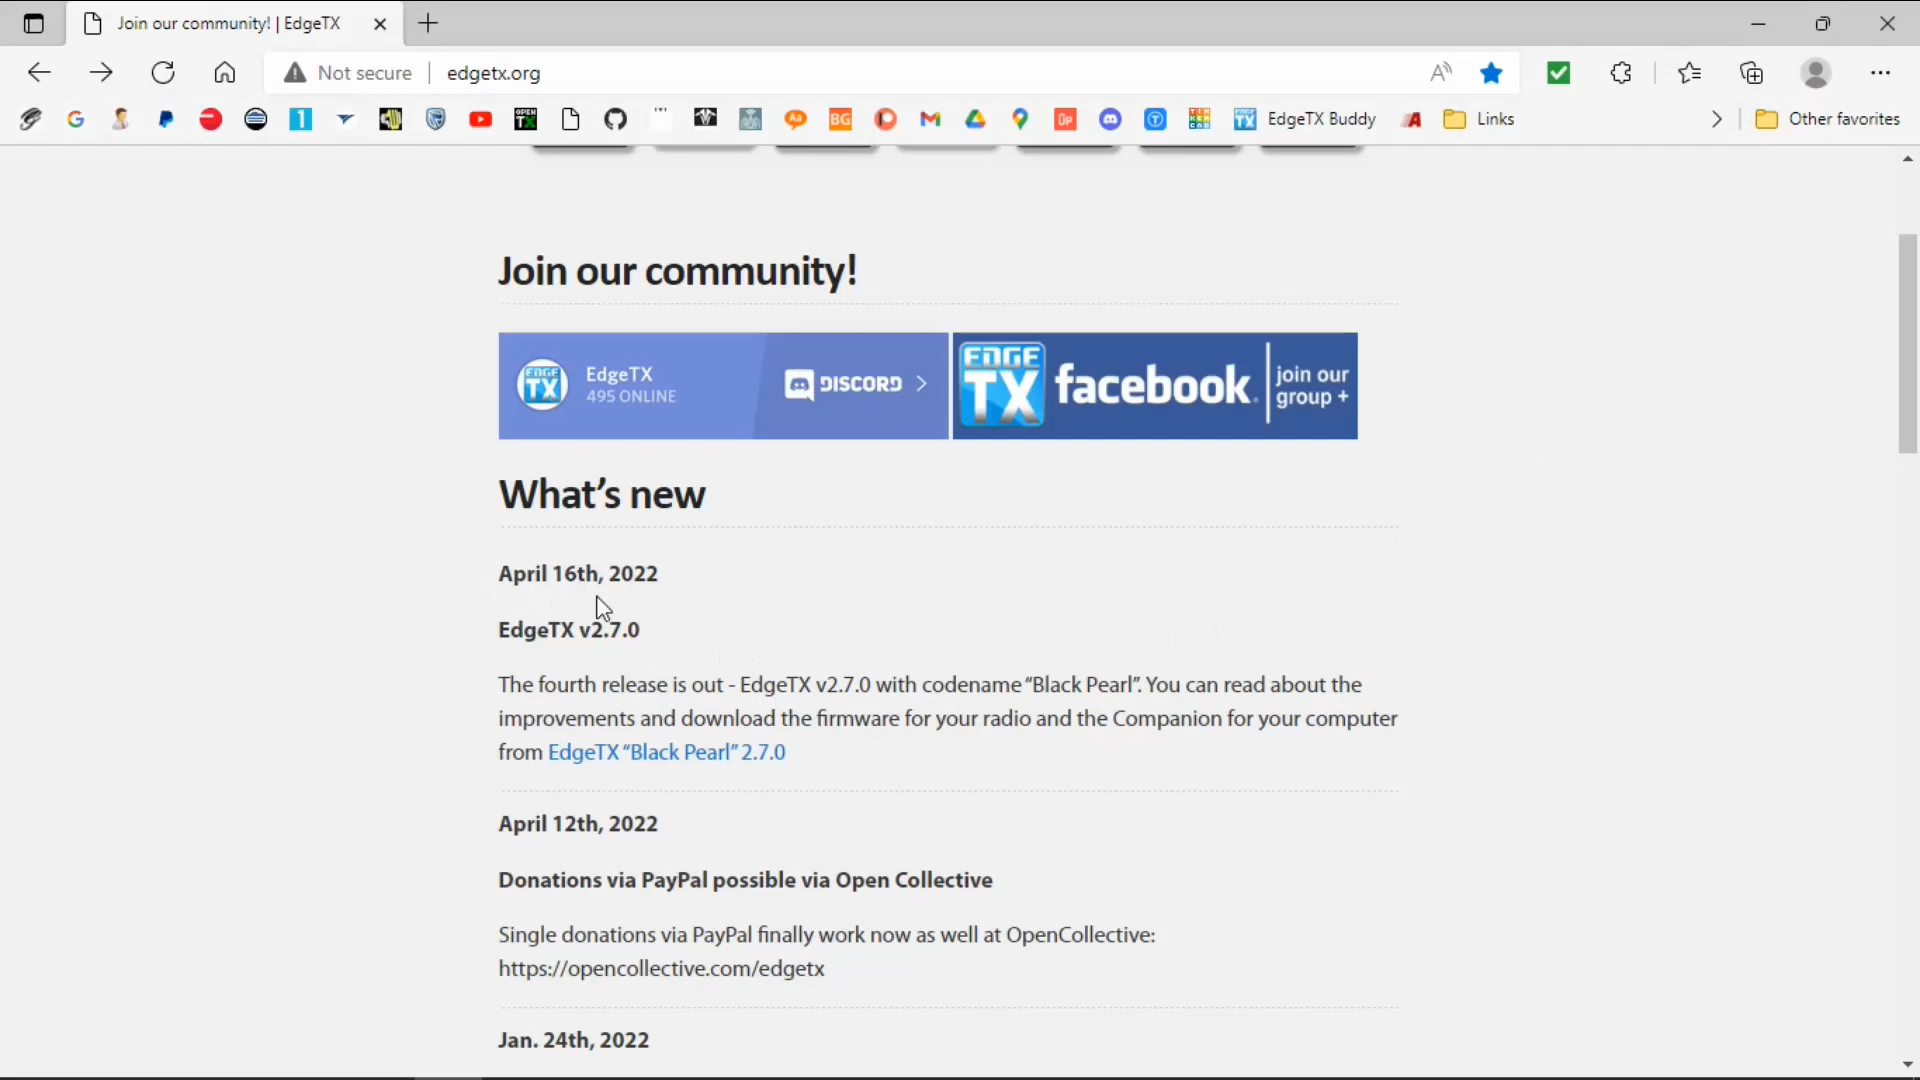 Join our community! | EdgeTX
Not secure
edgetx.org
EdgeTX Buddy
Links
Other favorites
Join our community!
EDGE TX
EdgeTX
495 ONLINE
DISCORD
EDGE TX
facebook.
join our
group +
What's new
April 16th, 2022
EdgeTX v2.7.0
The fourth release is out - EdgeTX v2.7.0 with codename “Black Pearl”. You can read about the
improvements and download the firmware for your radio and the Companion for your computer
from EdgeTX “Black Pearl” 2.7.0
April 12th, 2022
Donations via PayPal possible via Open Collective
Single donations via PayPal finally work now as well at OpenCollective:
https://opencollective.com/edgetx
Jan. 24th, 2022